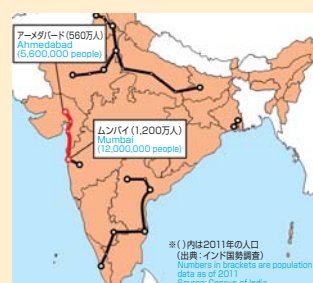 アーメダバード(560万人)
Ahmedabad
(5,600,000 people)
ムンバイ(1,200万人)
Mumbai
(12,000,000 people)
※( )内は2011年の人口
(出典:インド国勢調査)
Numbers in brackets are population
data as of 2011
Source: Census of India